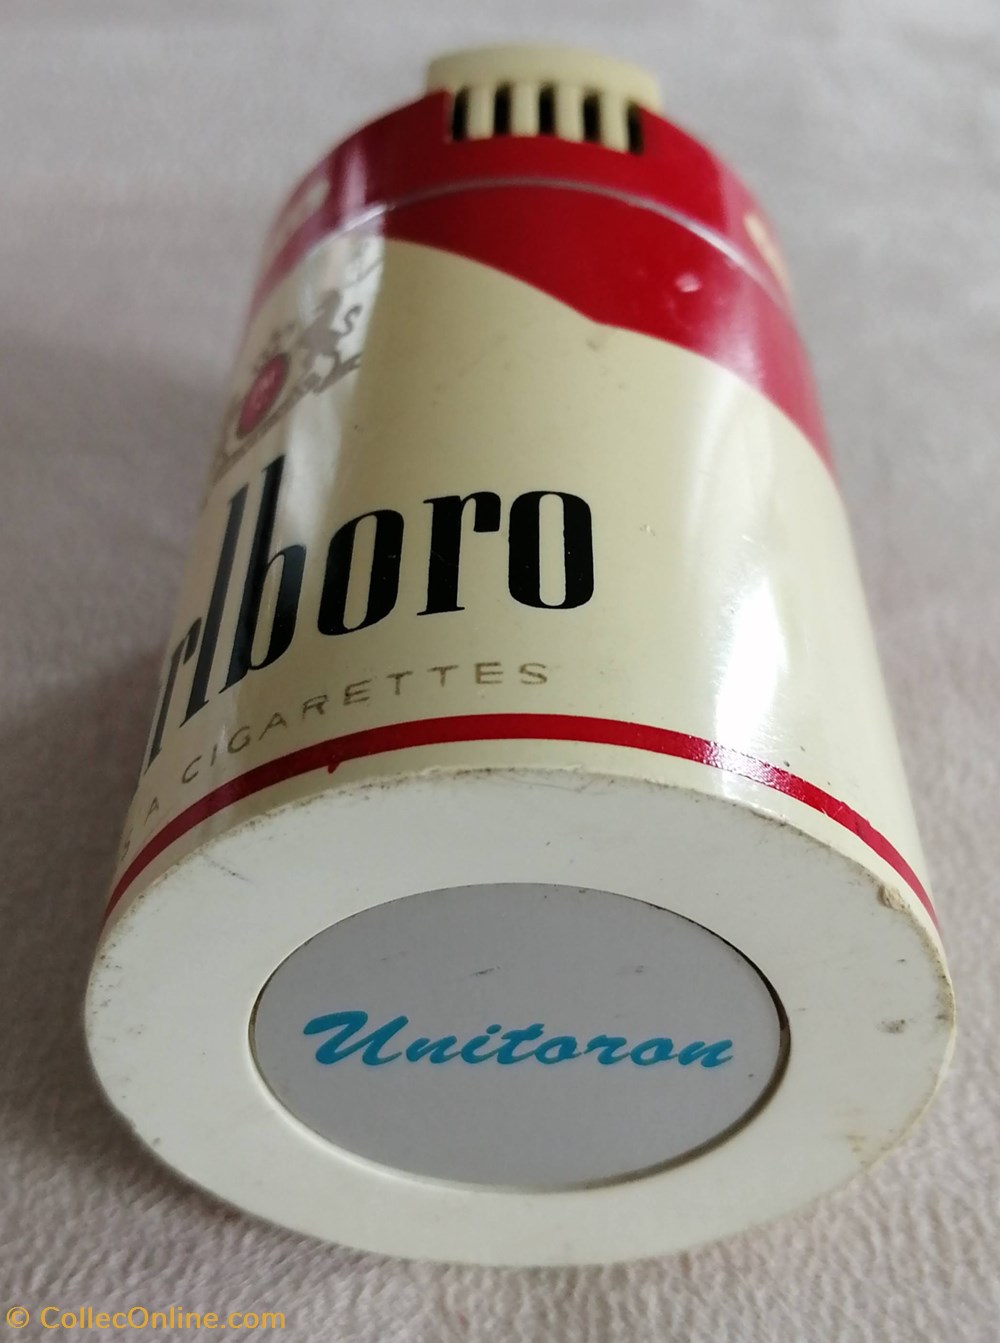 rlboro
A CIGARETTES
Unitoron
© CollecOnline.com